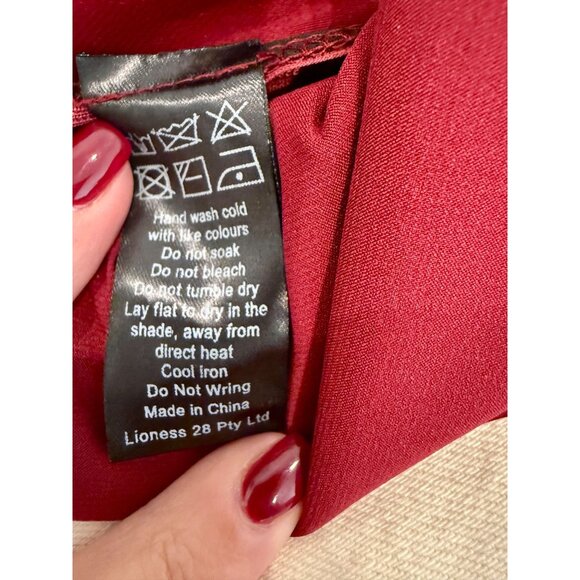 Hand wash cold
with like colours
Do not soak
Do not bleach
Do not tumble dry
Lay flat to dry in the
shade, away from
direct heat
Cool iron
Do Not Wring
Made in China
Lioness 28 Pty Ltd